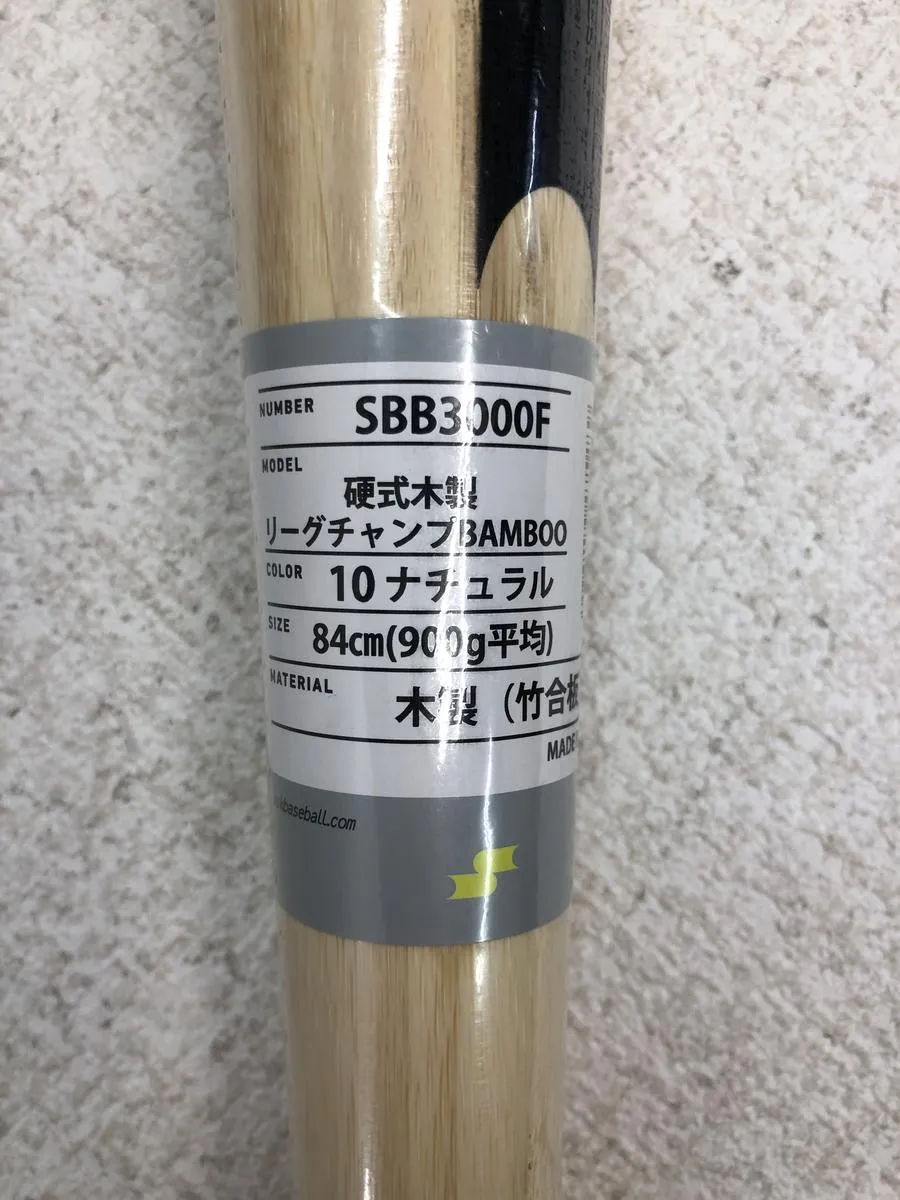 NUMBER SBB3000F
MODEL
硬式木製
リーグチャンプBAMBOO
COLOR 10 ナチュラル
SIZE 84cm(900g平均)
MATERIAL
木製 (竹合板
MADE
baseball.com